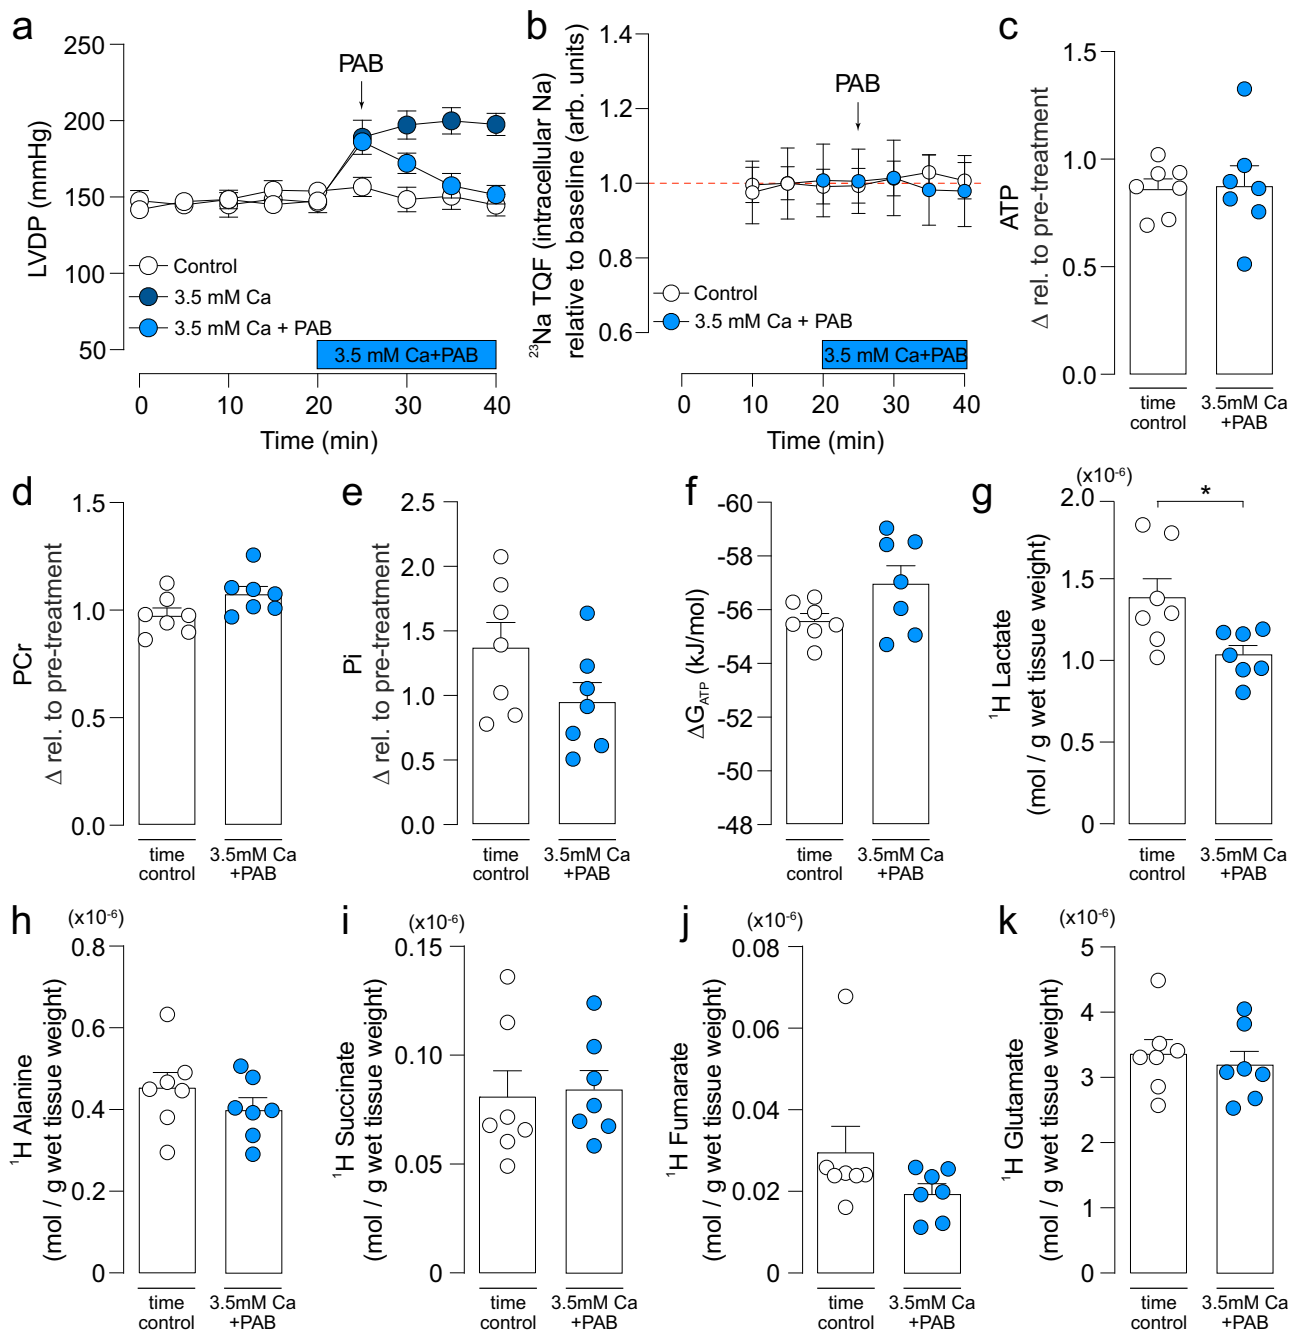 a
250
200
150
100
50
LVDP (mmHg)
PAB
Control
3.5 mM Ca
3.5 mM Ca + PAB
3.5 mM Ca+PAB
0 10 20 30 40
Time (min)
b
1.4
1.2
1.0
0.8
0.6
²³Na TQF (intracellular Na)
relative to baseline (arb. units)
PAB
Control
3.5 mM Ca + PAB
3.5 mM Ca+PAB
0 10 20 30 40
Time (min)
c
1.5
1.0
0.5
0.0
ATP
Δ rel. to pre-treatment
time
control
3.5mM Ca
+PAB
d
1.5
1.0
0.5
0.0
PCr
Δ rel. to pre-treatment
time
control
3.5mM Ca
+PAB
e
2.5
2.0
1.5
1.0
0.5
0.0
Pi
Δ rel. to pre-treatment
time
control
3.5mM Ca
+PAB
f
-60
-58
-56
-54
-52
-50
-48
ΔG_ATP (kJ/mol)
time
control
3.5mM Ca
+PAB
g
(x10⁻⁶)
2.0
1.5
1.0
0.5
0
¹H Lactate
(mol / g wet tissue weight)
*
time
control
3.5mM Ca
+PAB
h
(x10⁻⁶)
0.8
0.6
0.4
0.2
0
¹H Alanine
(mol / g wet tissue weight)
time
control
3.5mM Ca
+PAB
i
(x10⁻⁶)
0.15
0.10
0.05
0
¹H Succinate
(mol / g wet tissue weight)
time
control
3.5mM Ca
+PAB
j
(x10⁻⁶)
0.08
0.06
0.04
0.02
0
¹H Fumarate
(mol / g wet tissue weight)
time
control
3.5mM Ca
+PAB
k
(x10⁻⁶)
5
4
3
2
1
0
¹H Glutamate
(mol / g wet tissue weight)
time
control
3.5mM Ca
+PAB